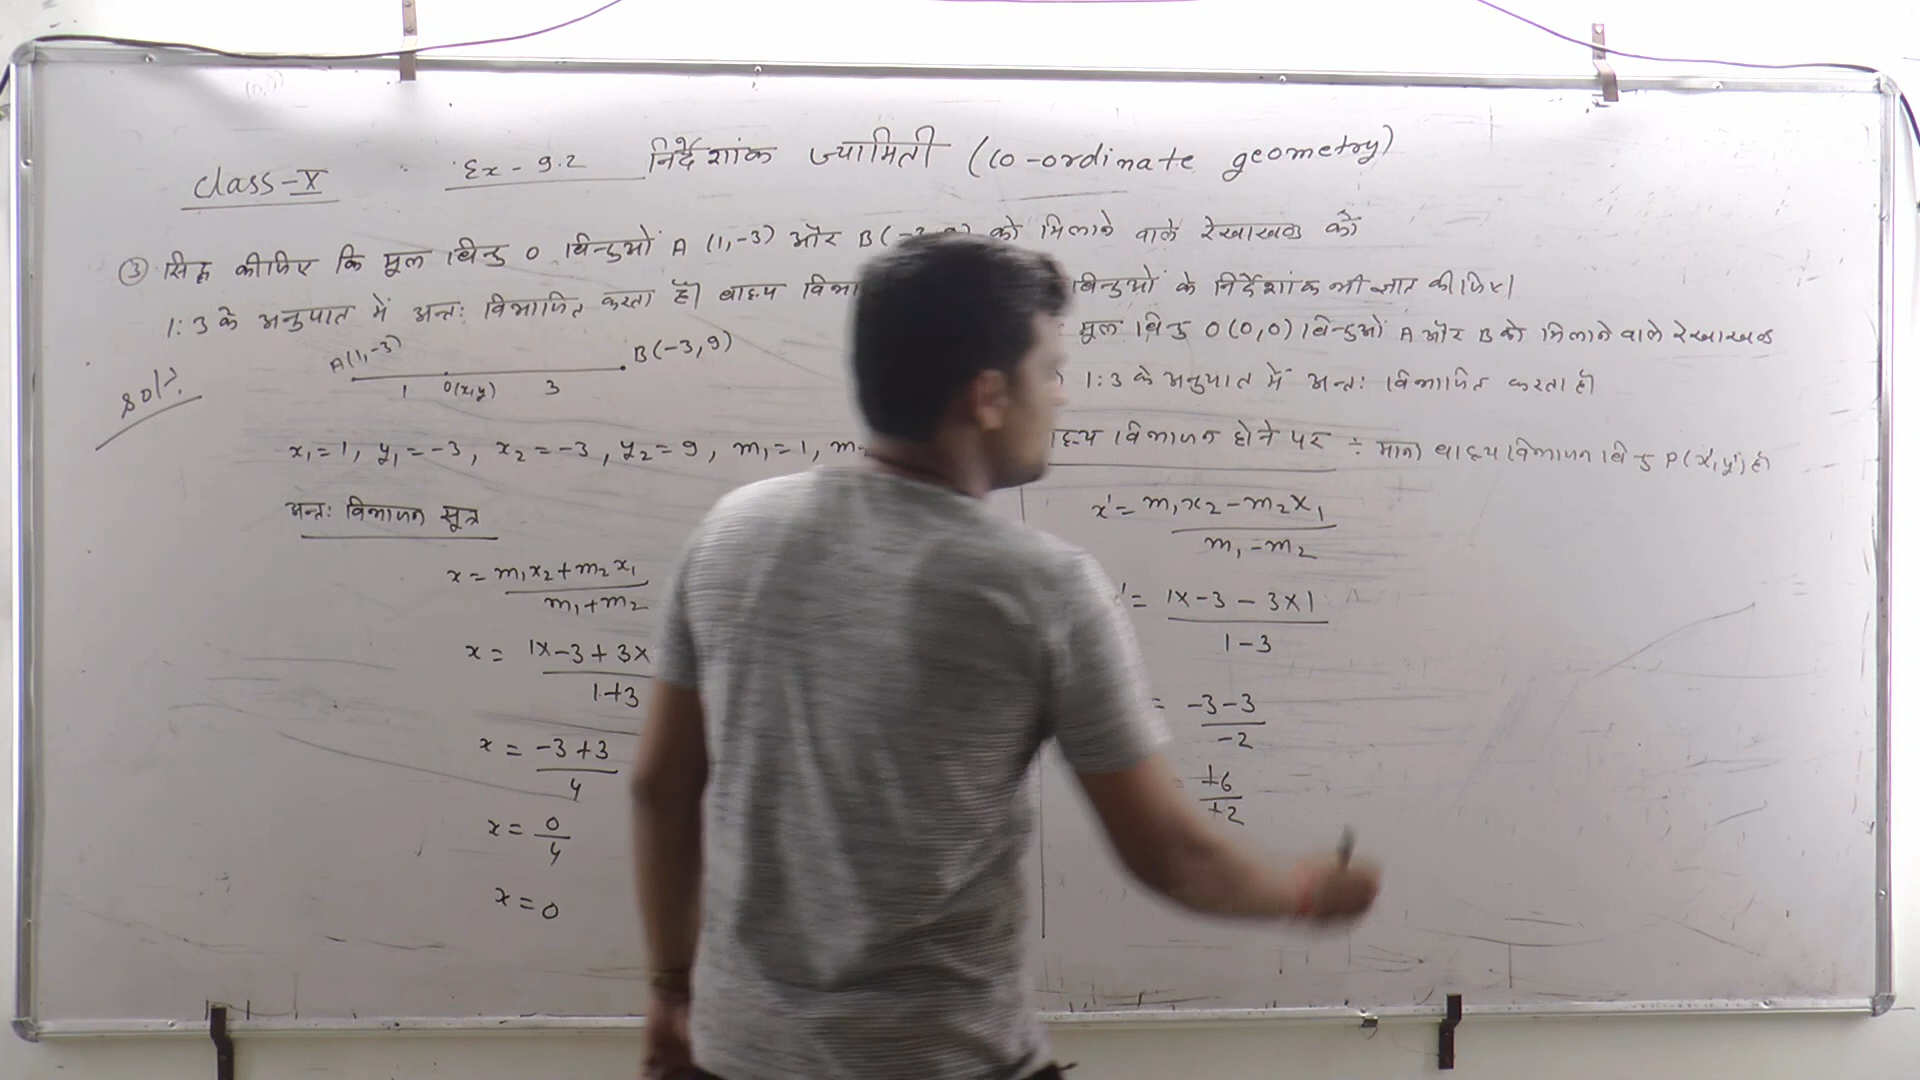 Class-X Ex-9.2 निर्देशांक ज्यामिती (Co-ordinate geometry)
③ सिद्ध कीजिए कि मूल बिन्दु O बिन्दुओं A (1,-3) और B(-3,9) को मिलाने वाले रेखाखण्ड को
1:3 के अनुपात में अन्त: विभाजित करता है। बाह्य बिन्दुओं के निर्देशांक भी ज्ञात कीजिए।
sol?:
A(1,-3) B(-3,9)
1 O(x,y) 3
x₁=1, y₁=-3, x₂=-3, y₂=9, m₁=1,
अन्त: विभाजन सूत्र
x = m₁x₂+m₂x₁
m₁+m₂
x = 1X-3+3X
1+3
x = -3+3
4
x = 0
4
x = 0
मूल बिन्दु O(0,0) बिन्दुओं A और B को मिलाने वाले रेखाखण्ड
1:3 के अनुपात में अन्त: विभाजित करता है।
विभाजन होने पर ÷ माना बाह्य विभाजन बिन्दु P(x',y') है।
x' = m₁x₂-m₂x₁
m₁-m₂
' = 1X-3-3X1
1-3
= -3-3
-2
+6
+2